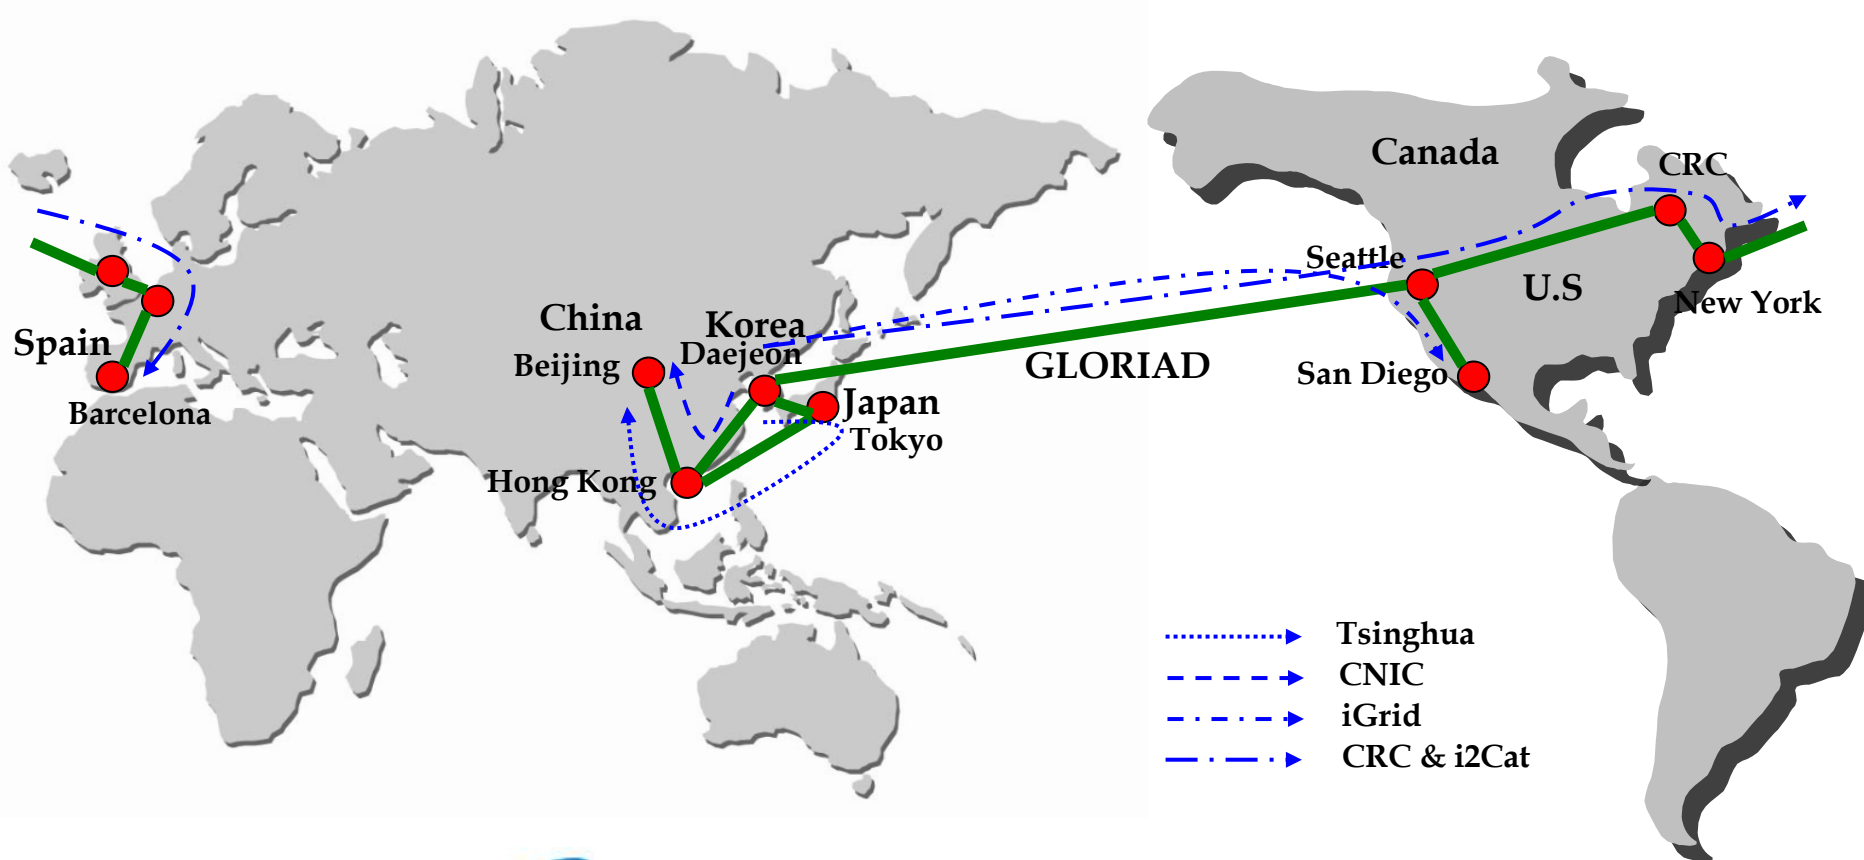 Canada
CRC
Seattle
U.S
New York
China
Korea
Spain
Beijing
Daejeon
GLORIAD
San Diego
Japan
Barcelona
Tokyo
Hong Kong
Tsinghua
CNIC
iGrid
CRC & i2Cat